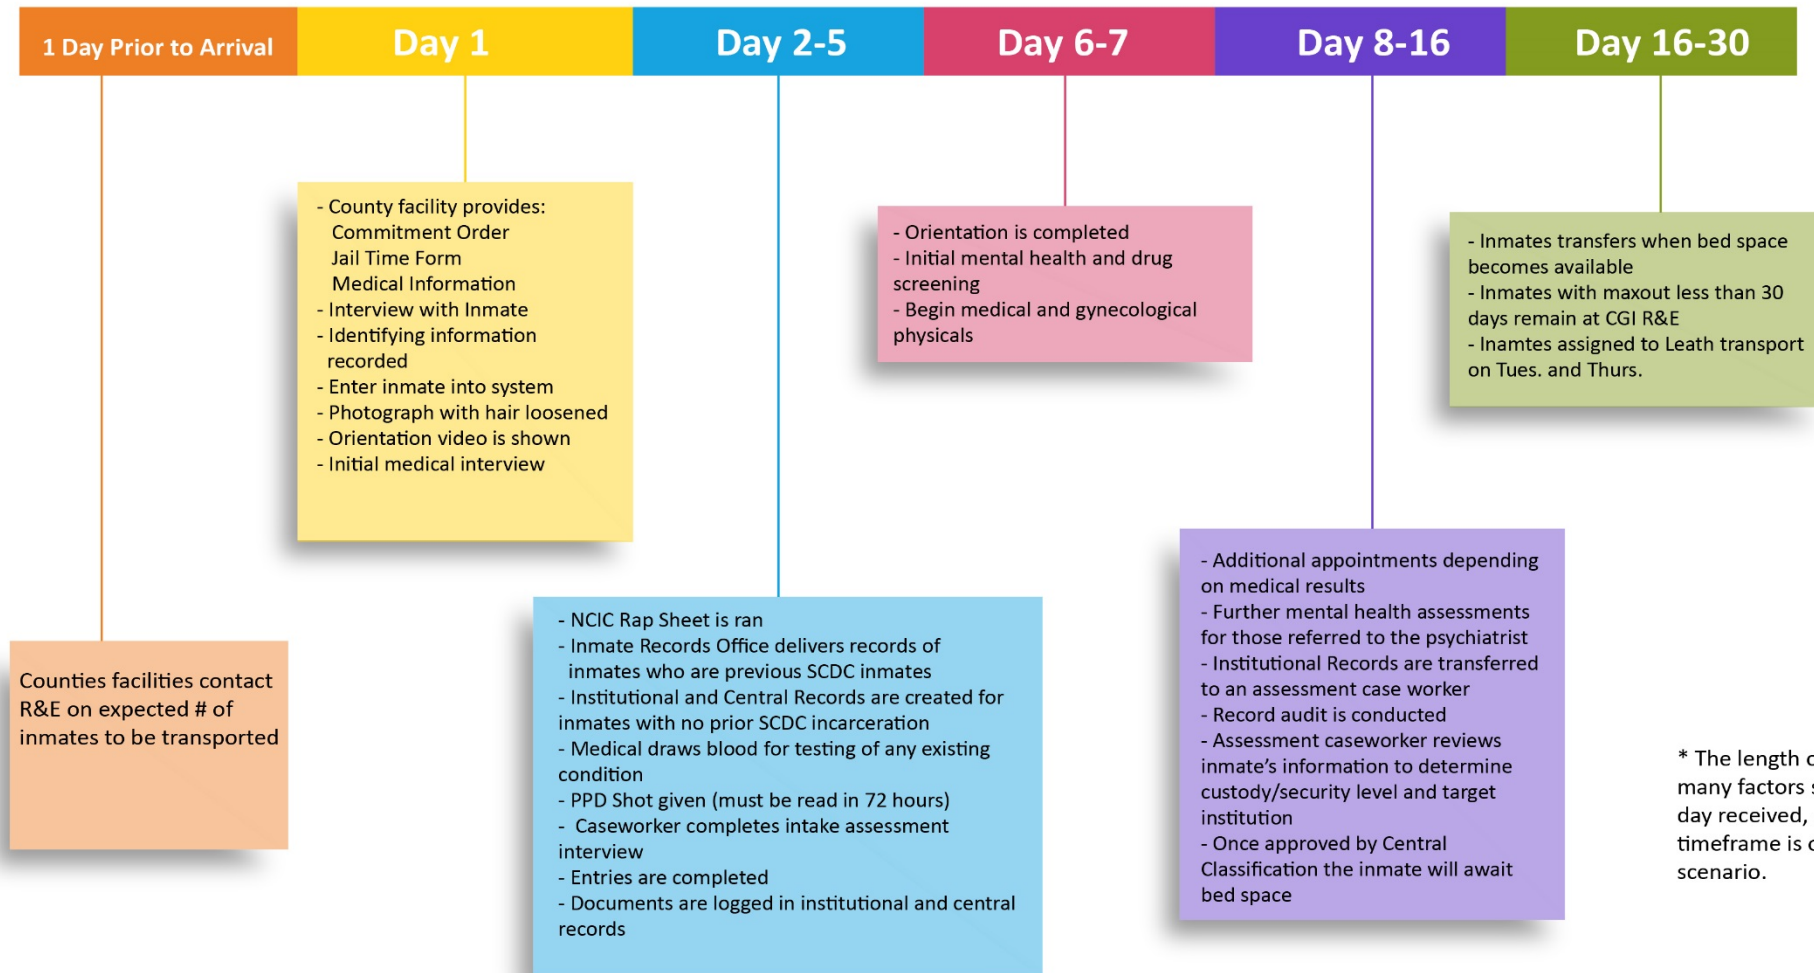 1 Day Prior to Arrival
Day 1
Day 2-5
Day 6-7
Day 8-16
Day 16-30
Counties facilities contact
R&E on expected # of
inmates to be transported
- County facility provides:
Commitment Order
Jail Time Form
Medical Information
- Interview with Inmate
- Identifying information
recorded
- Enter inmate into system
- Photograph with hair loosened
- Orientation video is shown
- Initial medical interview
- NCIC Rap Sheet is ran
- Inmate Records Office delivers records of
inmates who are previous SCDC inmates
- Institutional and Central Records are created for
inmates with no prior SCDC incarceration
- Medical draws blood for testing of any existing
condition
- PPD Shot given (must be read in 72 hours)
- Caseworker completes intake assessment
interview
- Entries are completed
- Documents are logged in institutional and central
records
- Orientation is completed
- Initial mental health and drug
screening
- Begin medical and gynecological
physicals
- Additional appointments depending
on medical results
- Further mental health assessments
for those referred to the psychiatrist
- Institutional Records are transferred
to an assessment case worker
- Record audit is conducted
- Assessment caseworker reviews
inmate's information to determine
custody/security level and target
institution
- Once approved by Central
Classification the inmate will await
bed space
- Inmates transfers when bed space
becomes available
- Inmates with maxout less than 30
days remain at CGI R&E
- Inamtes assigned to Leath transport
on Tues. and Thurs.
* The length
many factors
day received,
timeframe is
scenario.